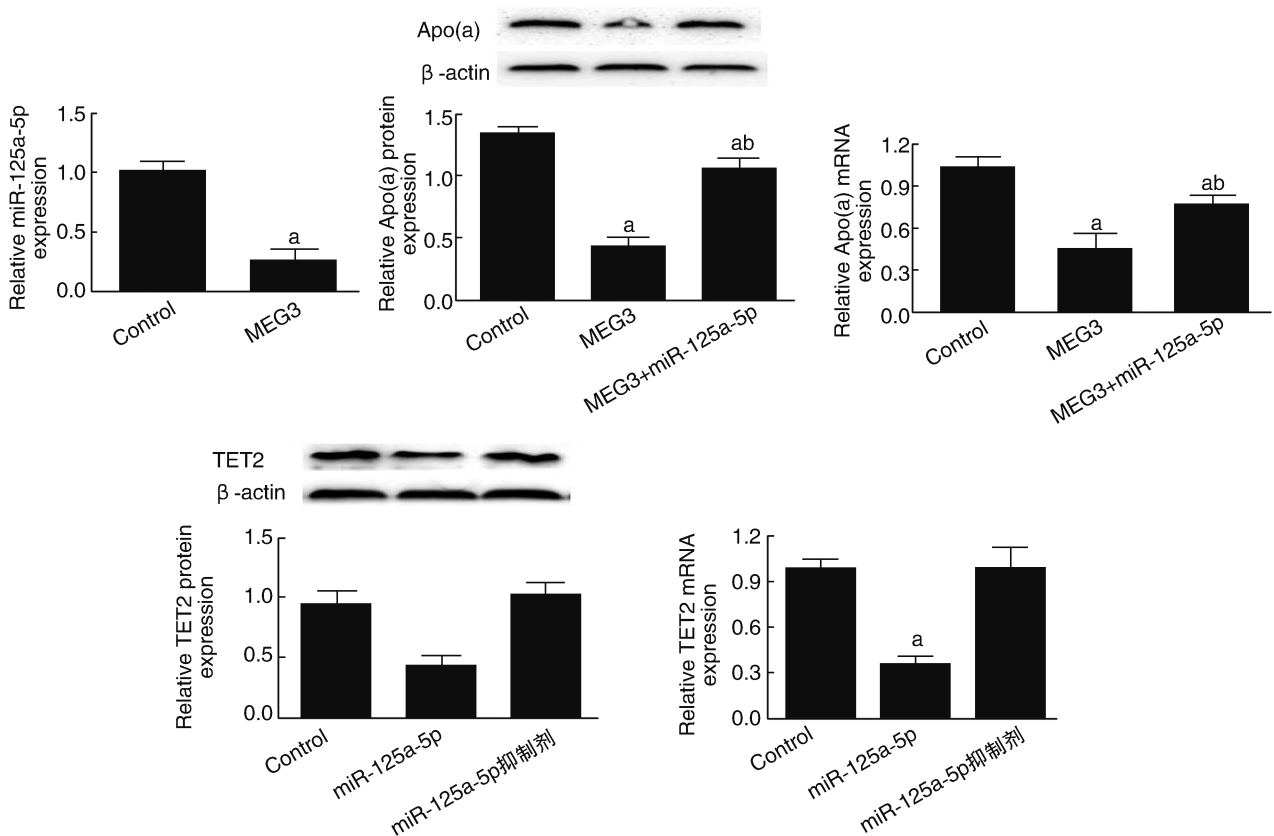 Apo(a)
β-actin
Relative miR-125a-5p
expression
1.5
1.0
0.5
0.0
a
Control
MEG3
Relative Apo(a) protein
expression
1.5
1.0
0.5
0.0
a
ab
Control
MEG3
MEG3+miR-125a-5p
Relative Apo(a) mRNA
expression
1.2
0.9
0.6
0.3
0.0
a
ab
Control
MEG3
MEG3+miR-125a-5p
TET2
β-actin
Relative TET2 protein
expression
1.5
1.0
0.5
0.0
Control
miR-125a-5p
miR-125a-5p抑制剂
Relative TET2 mRNA
expression
1.2
0.9
0.6
0.3
0.0
a
Control
miR-125a-5p
miR-125a-5p抑制剂